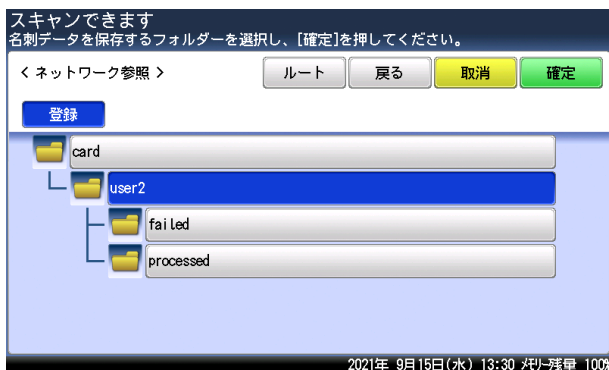 スキャンできます
名刺データを保存するフォルダーを選択し、[確定]を押してください。
< ネットワーク参照 > ルート 戻る 取消 確定
登録
card
user2
failed
processed
2021年 9月15日(水) 13:30 メモリー残量 100%